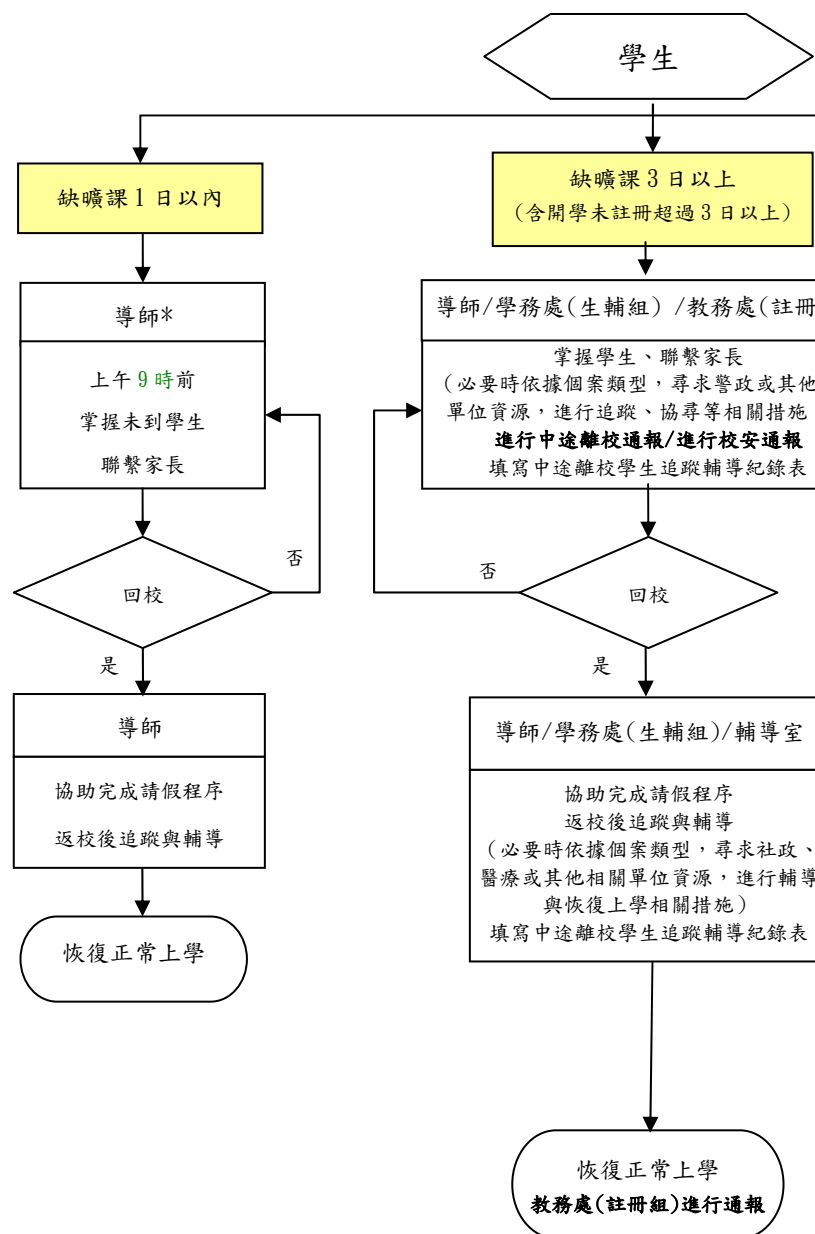 學生
缺曠課1日以內
導師*
上午9時前
掌握未到學生
聯繫家長
否
回校
是
導師
協助完成請假程序
返校後追蹤與輔導
恢復正常上學
缺曠課3日以上
（含開學未註冊超過3日以上）
導師/學務處(生輔組) /教務處(註冊
掌握學生、聯繫家長
（必要時依據個案類型，尋求警政或其他
單位資源，進行追蹤、協尋等相關措施
進行中途離校通報/進行校安通報
填寫中途離校學生追蹤輔導紀錄表
否
回校
是
導師/學務處(生輔組)/輔導室
協助完成請假程序
返校後追蹤與輔導
（必要時依據個案類型，尋求社政、
醫療或其他相關單位資源，進行輔導
與恢復上學相關措施）
填寫中途離校學生追蹤輔導紀錄表
恢復正常上學
教務處(註冊組)進行通報